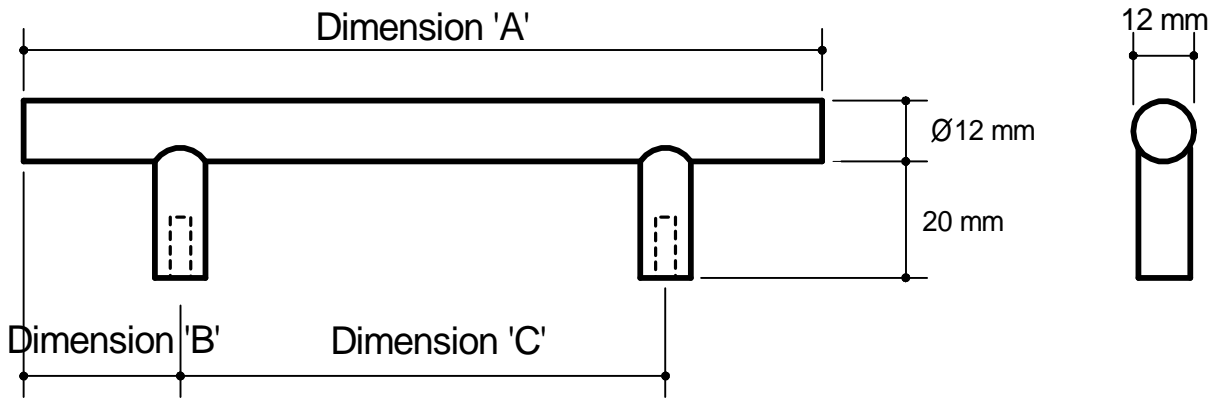 Dimension 'A'
12 mm
Ø12 mm
20 mm
Dimension 'B'
Dimension 'C'